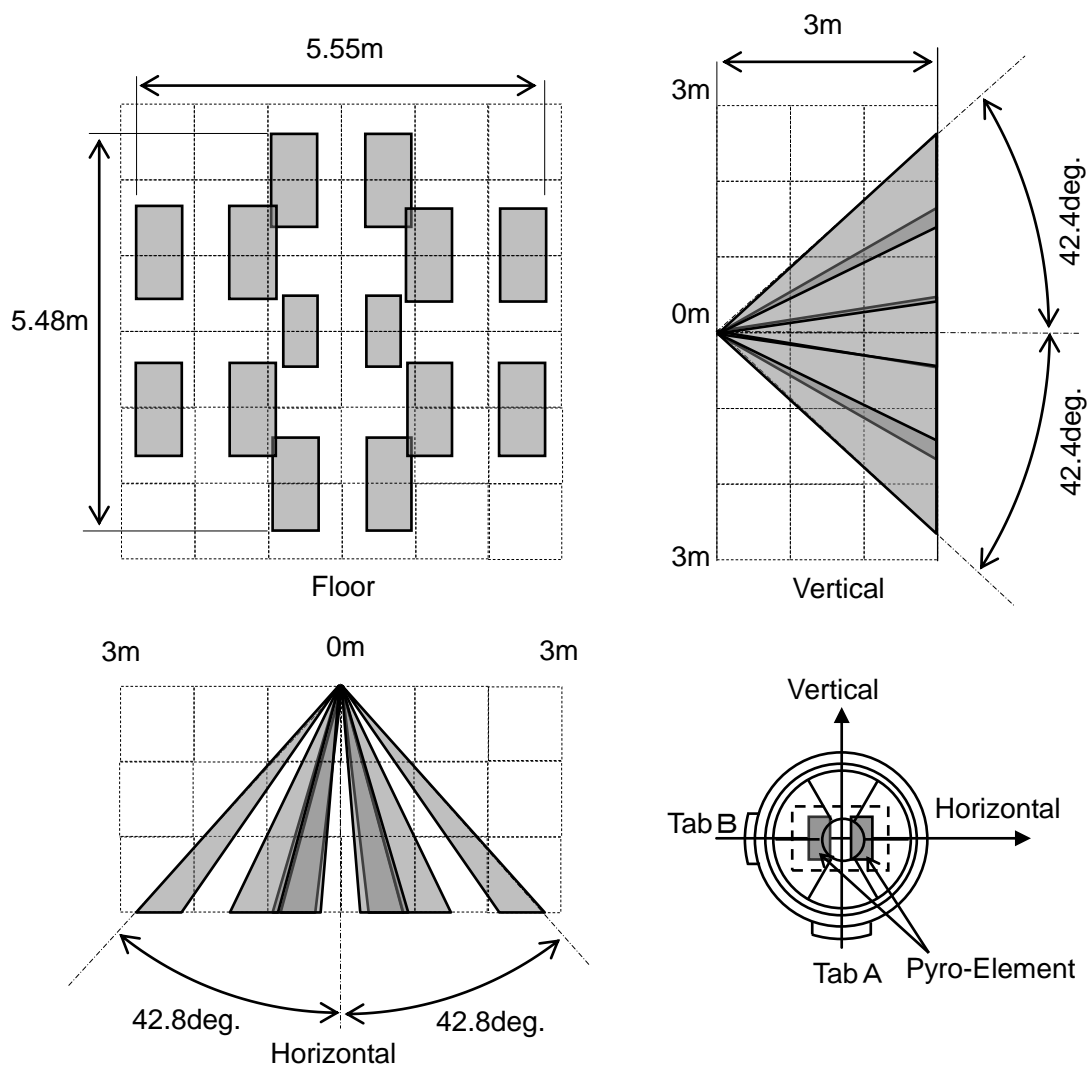 5.55m
5.48m
Floor
3m
3m
0m
3m
42.4deg.
42.4deg.
Vertical
3m
0m
3m
42.8deg.
42.8deg.
Horizontal
Vertical
Tab B
Horizontal
Tab A
Pyro-Element